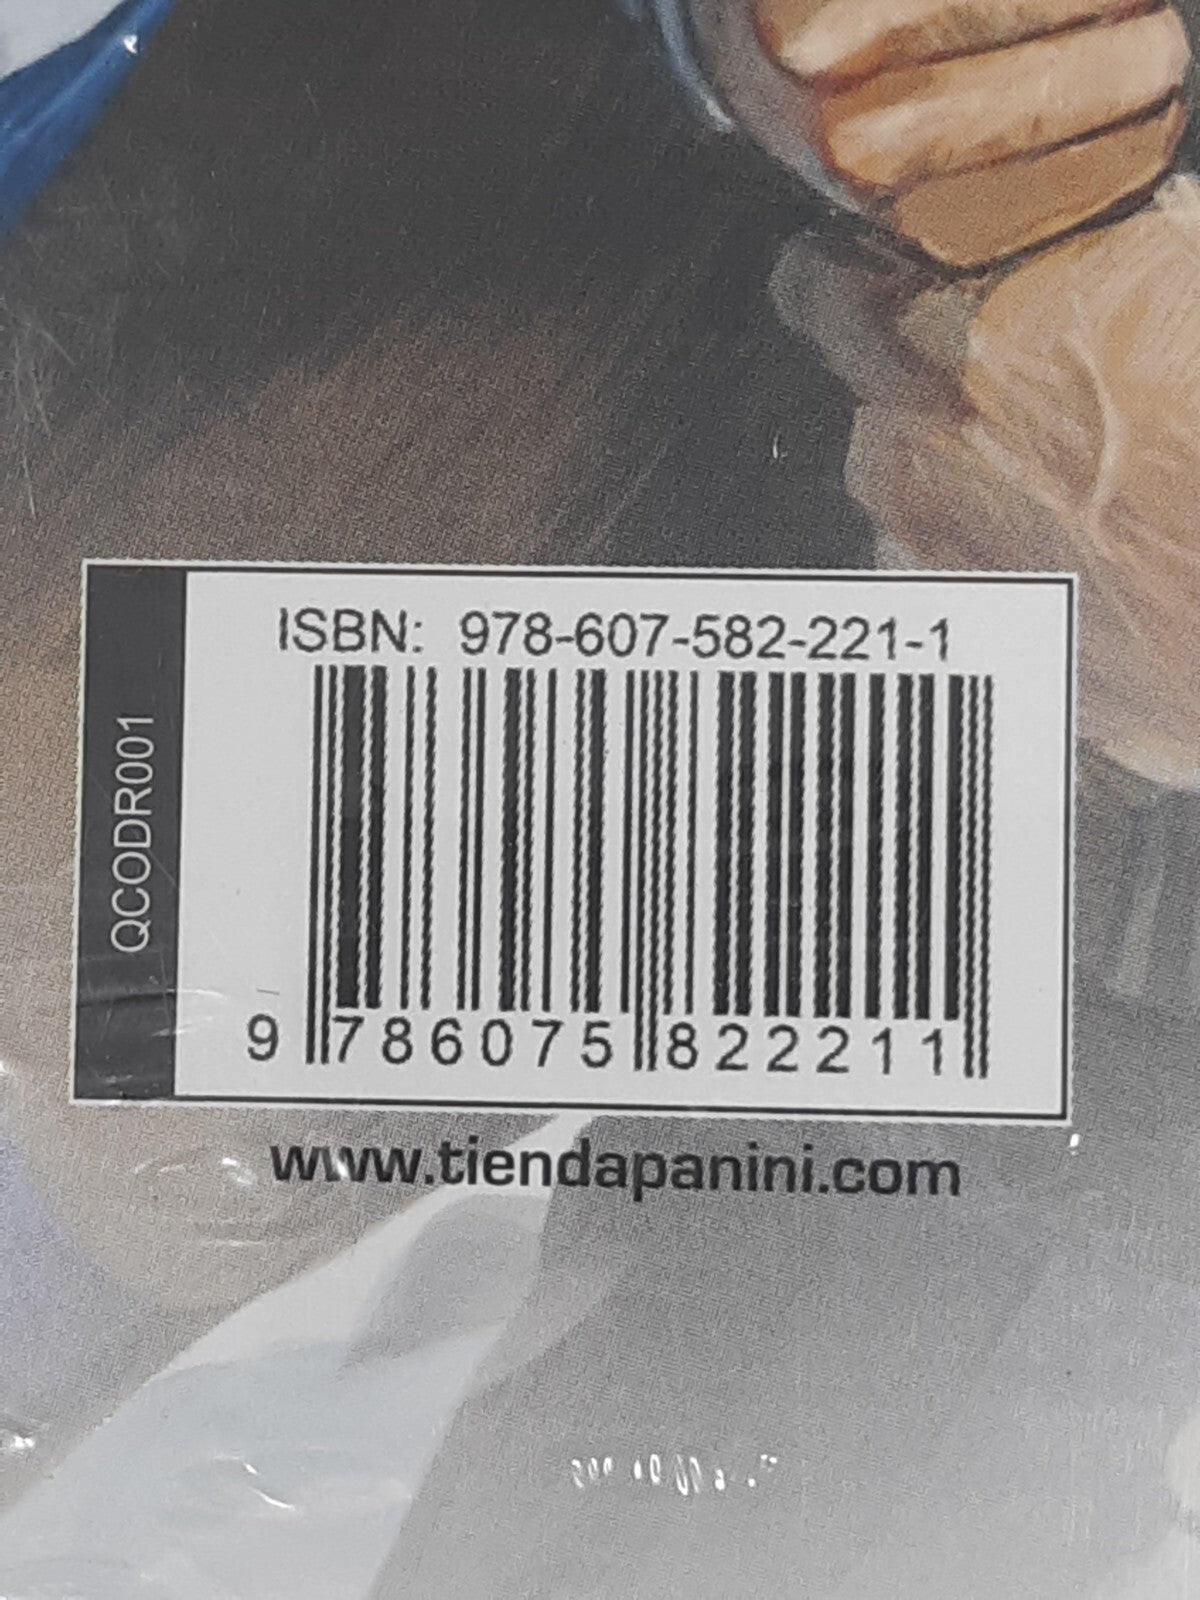 ISBN: 978-607-582-221-1
QCODR001
9 786075 822211
www.tiendapanini.com